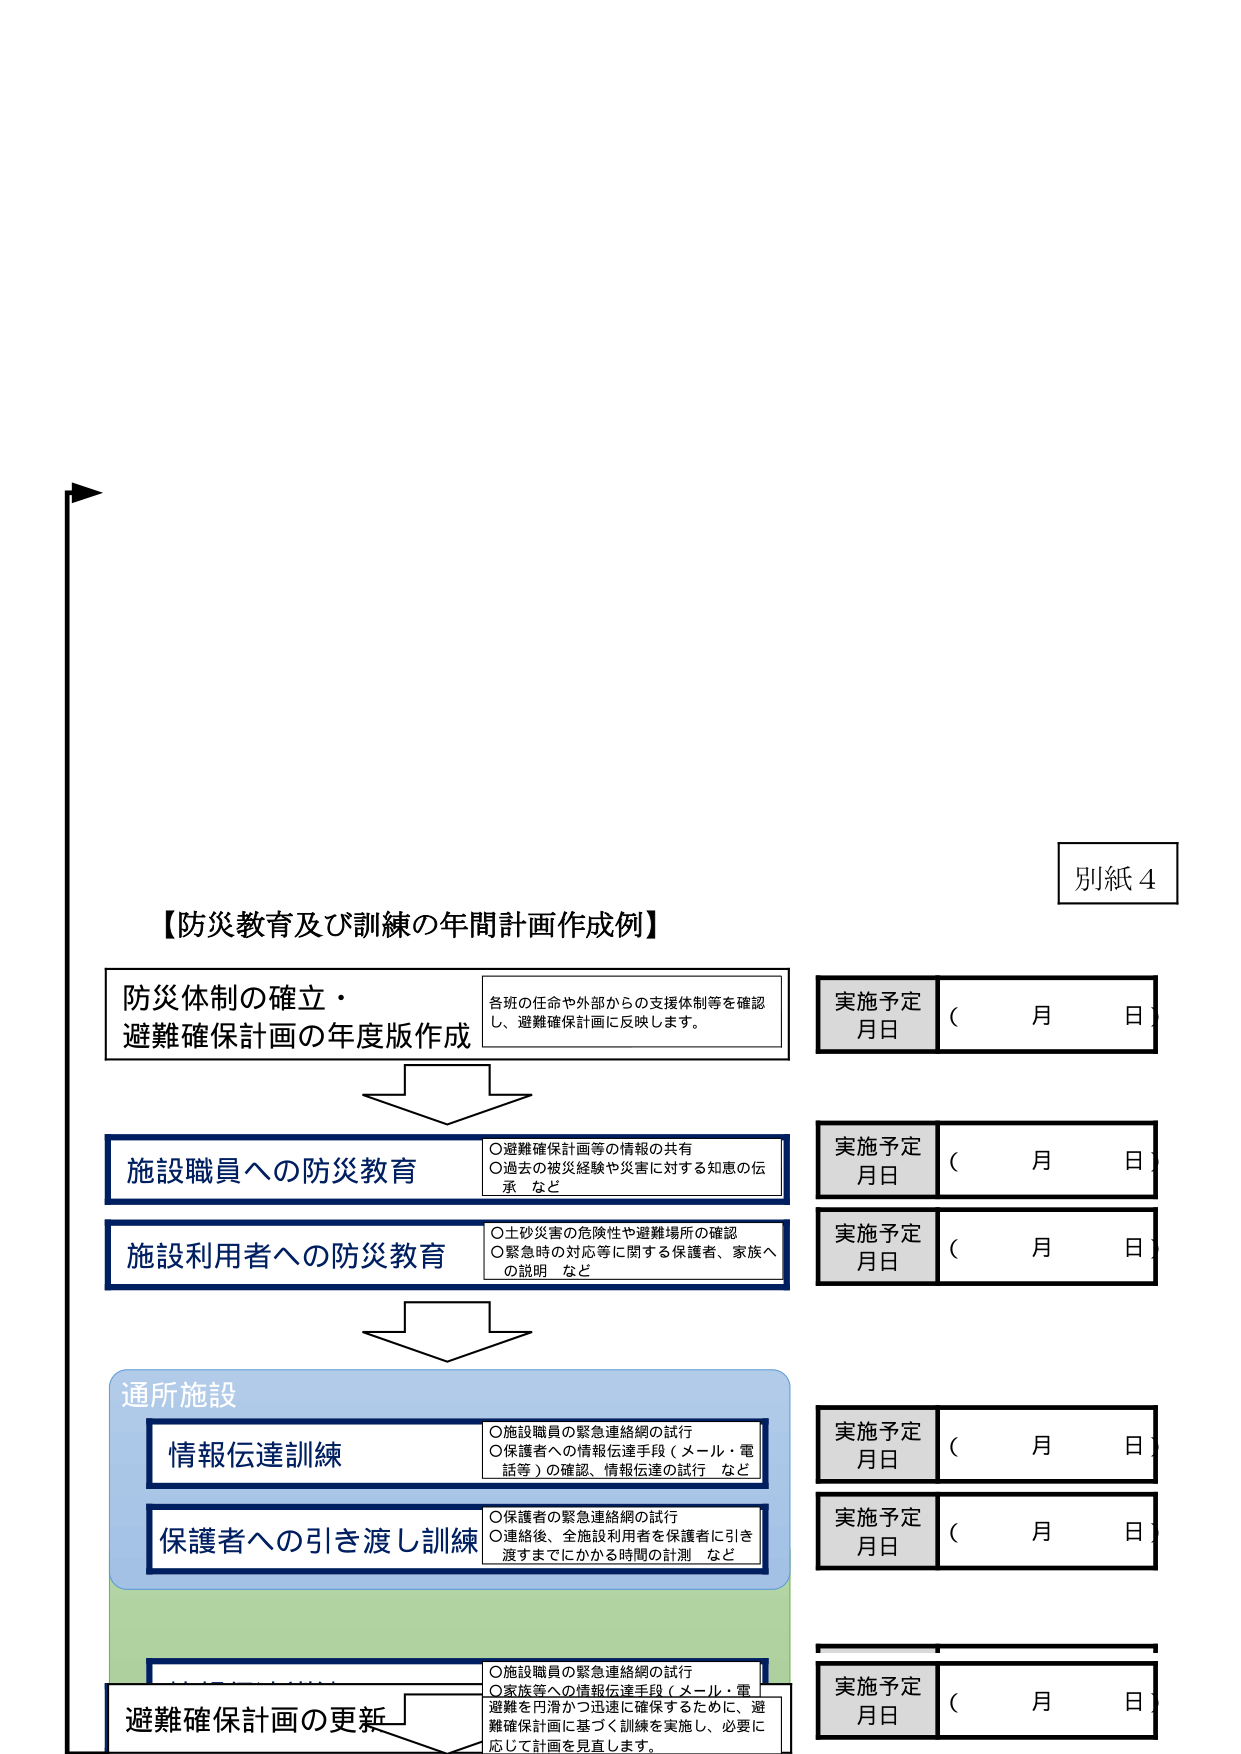 別紙４
【防災教育及び訓練の年間計画作成例】
防災体制の確立・
避難確保計画の年度版作成
各班の任命や外部からの支援体制等を確認
し、避難確保計画に反映します。
実施予定
月日
（　月　日）
施設職員への防災教育
○避難確保計画等の情報の共有
○過去の被災経験や災害に対する知恵の伝
承　など
実施予定
月日
（　月　日）
施設利用者への防災教育
○土砂災害の危険性や避難場所の確認
○緊急時の対応等に関する保護者、家族へ
の説明　など
実施予定
月日
（　月　日）
通所施設
情報伝達訓練
○施設職員の緊急連絡網の試行
○保護者への情報伝達手段（メール・電
話等）の確認、情報伝達の試行　など
実施予定
月日
（　月　日）
保護者への引き渡し訓練
○保護者の緊急連絡網の試行
○連絡後、全施設利用者を保護者に引き
渡すまでにかかる時間の計測　など
実施予定
月日
（　月　日）
○施設職員の緊急連絡網の試行
○家族等への情報伝達手段（メール・電
避難確保計画の更新
避難を円滑かつ迅速に確保するために、避
難確保計画に基づく訓練を実施し、必要に
応じて計画を見直します。
実施予定
月日
（　月　日）